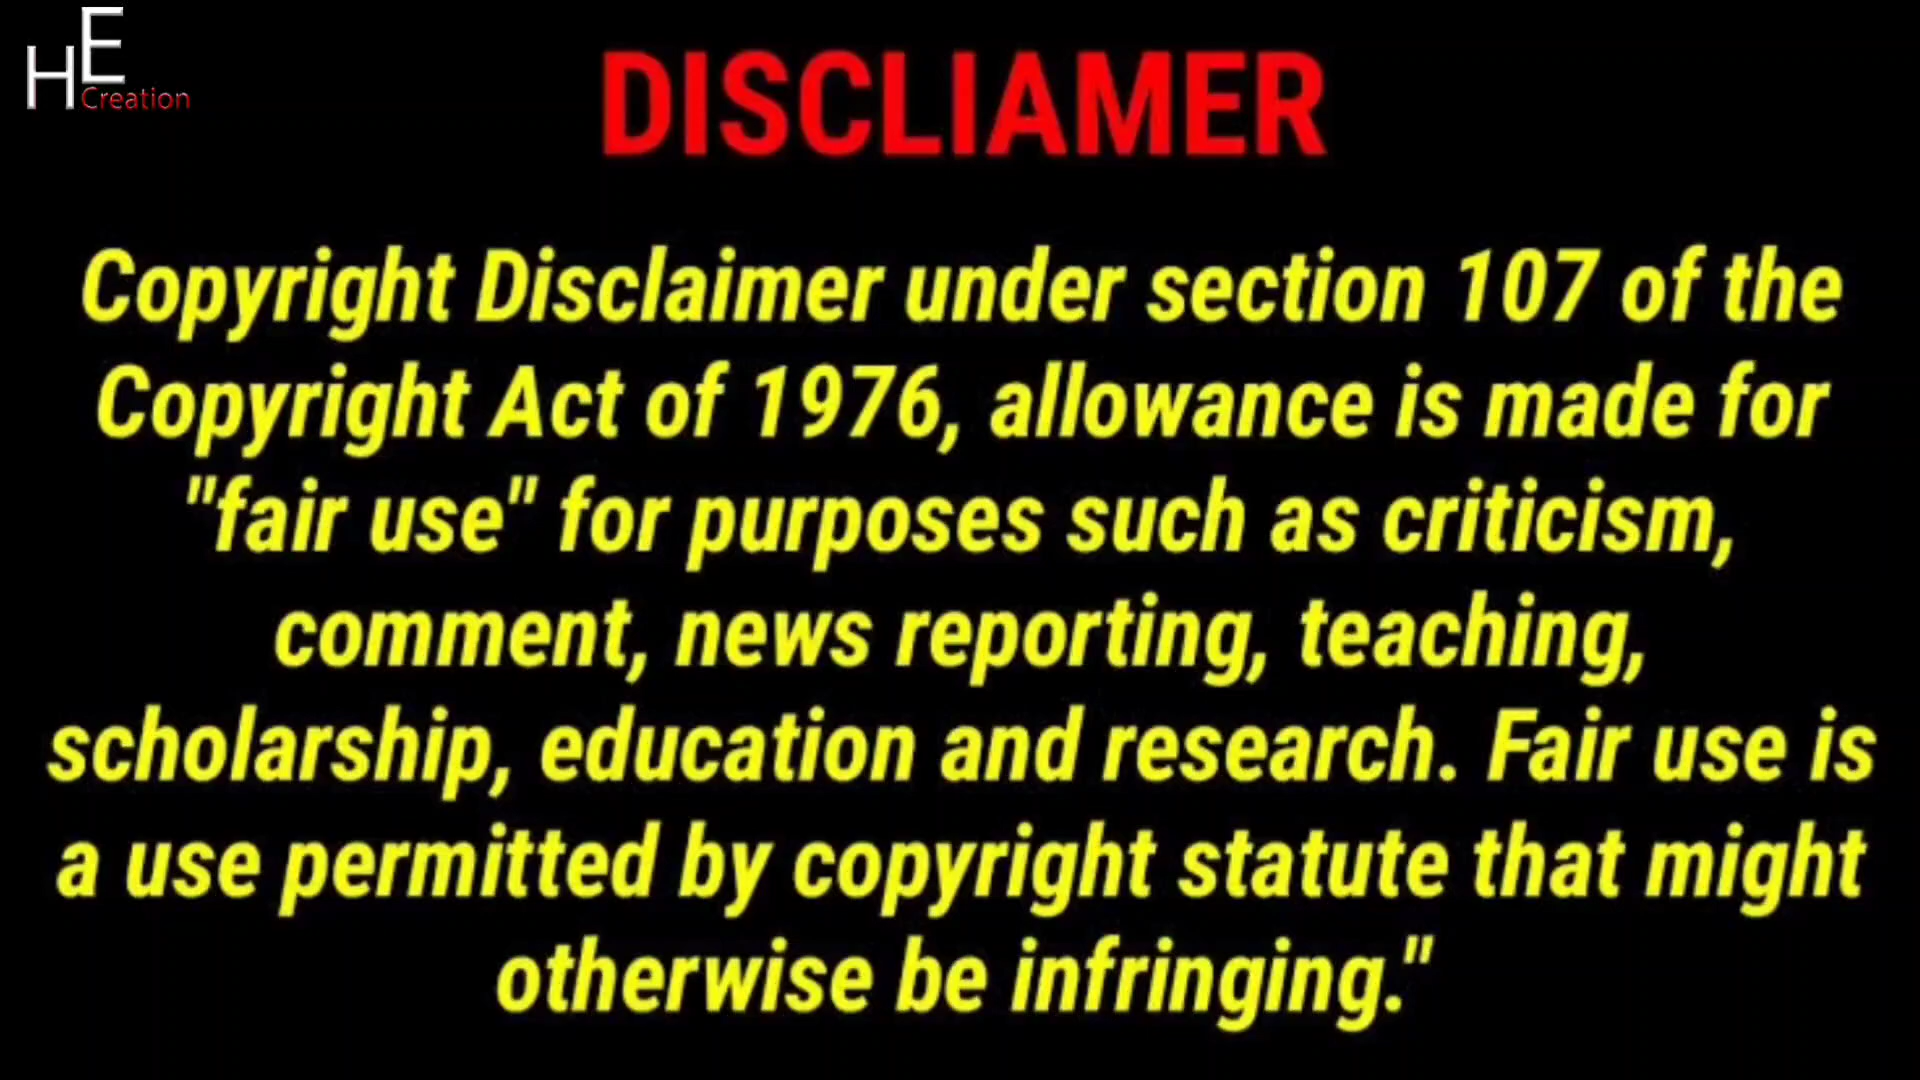 HE
Creation
DISCLIAMER
Copyright Disclaimer under section 107 of the
Copyright Act of 1976, allowance is made for
"fair use" for purposes such as criticism,
comment, news reporting, teaching,
scholarship, education and research. Fair use is
a use permitted by copyright statute that might
otherwise be infringing."